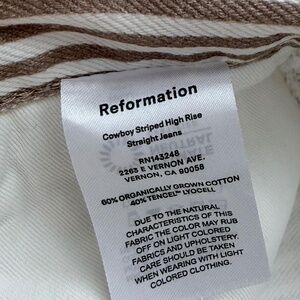 Reformation
Cowboy Striped High Rise
Straight Jeans
RN143248
2263 E VERNON AVE.
VERNON, CA 90058
60% ORGANICALLY GROWN COTTON
40% TENCEL™ LYOCELL
DUE TO THE NATURAL
CHARACTERISTICS OF THIS
FABRIC THE COLOR MAY RUB
OFF ON LIGHT COLORED
FABRICS AND UPHOLSTERY.
CARE SHOULD BE TAKEN
WHEN WEARING WITH LIGHT
COLORED CLOTHING.